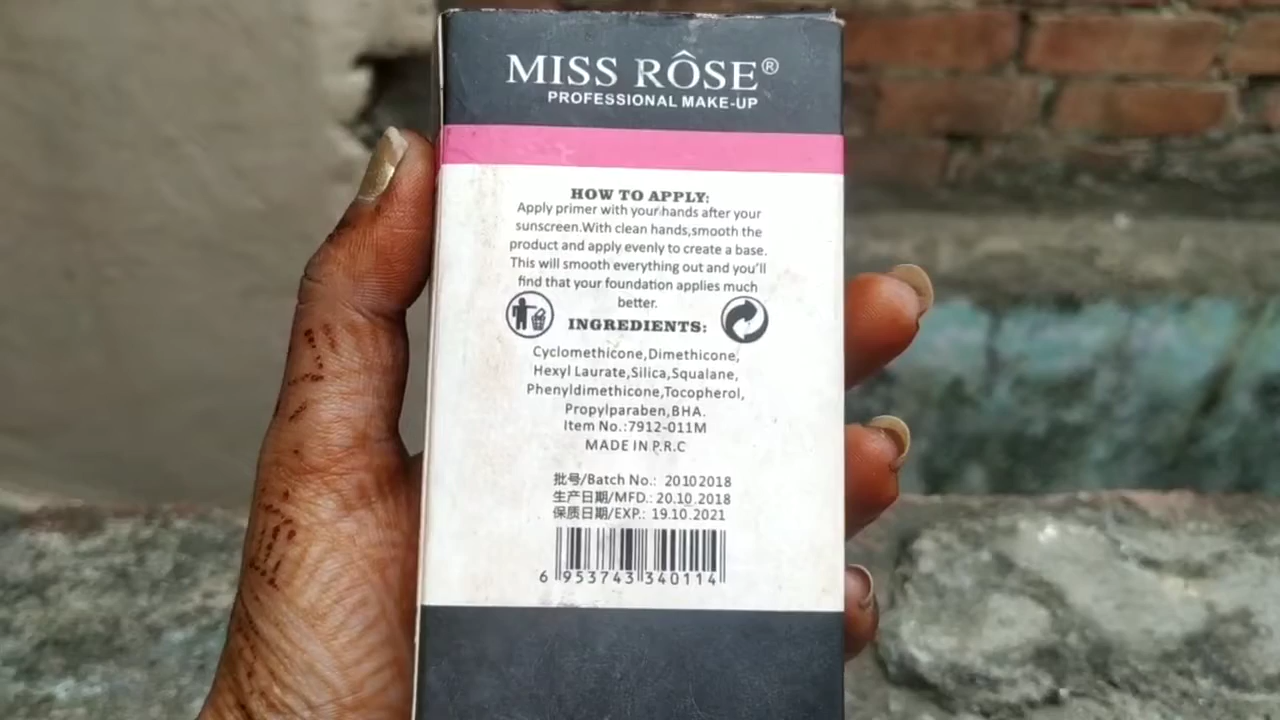 MISS RÔSE®
PROFESSIONAL MAKE-UP
HOW TO APPLY:
Apply primer with your hands after your
sunscreen.With clean hands,smooth the
product and apply evenly to create a base.
This will smooth everything out and you'll
find that your foundation applies much
better.
INGREDIENTS:
Cyclomethicone,Dimethicone,
Hexyl Laurate,Silica,Squalane,
Phenyldimethicone,Tocopherol,
Propylparaben,BHA.
Item No.:7912-011M
MADE IN P.R.C
批号/Batch No.: 20102018
生产日期/MFD.: 20.10.2018
保质日期/EXP.: 19.10.2021
6 953743 340114